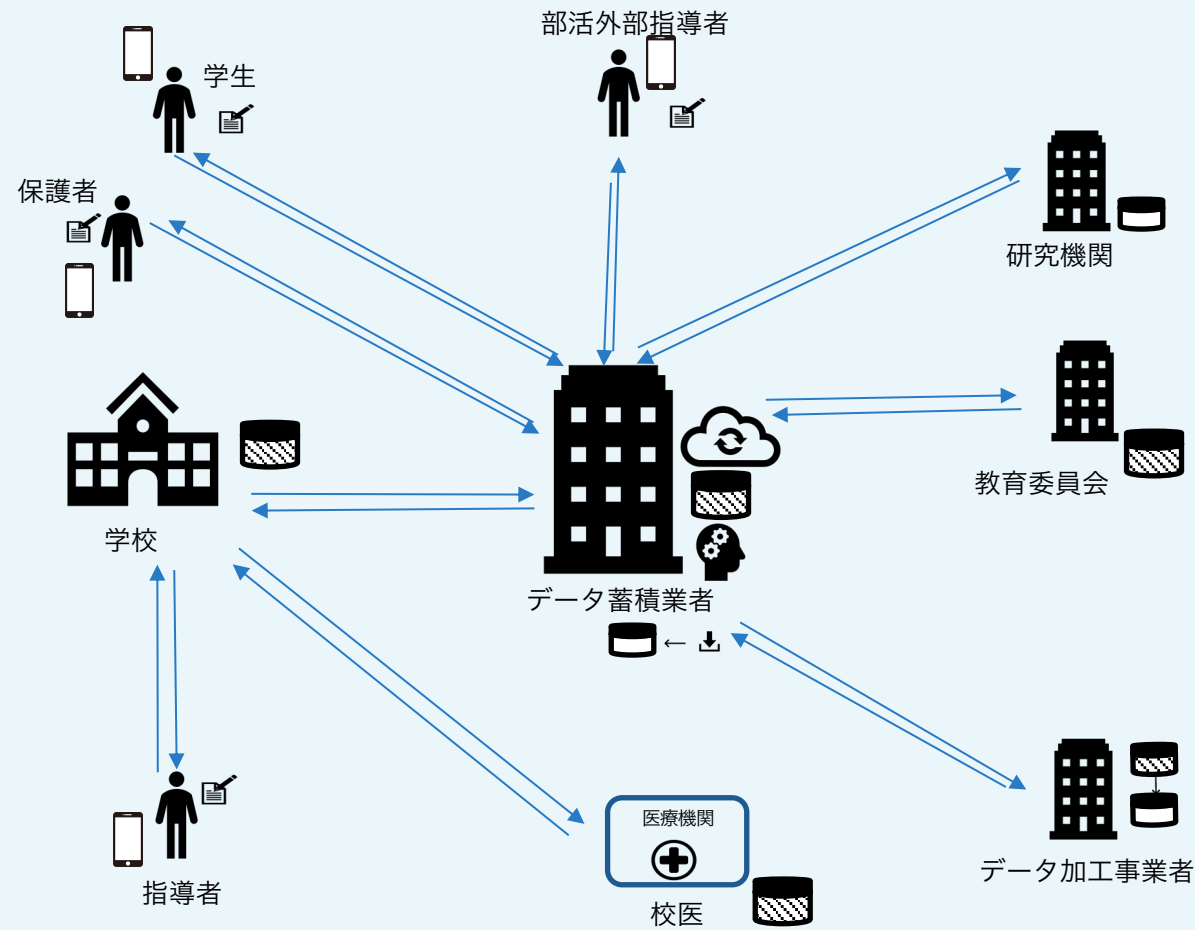 部活外部指導者
学生
保護者
研究機関
教育委員会
学校
データ蓄積業者
医療機関
データ加工事業者
指導者
校医